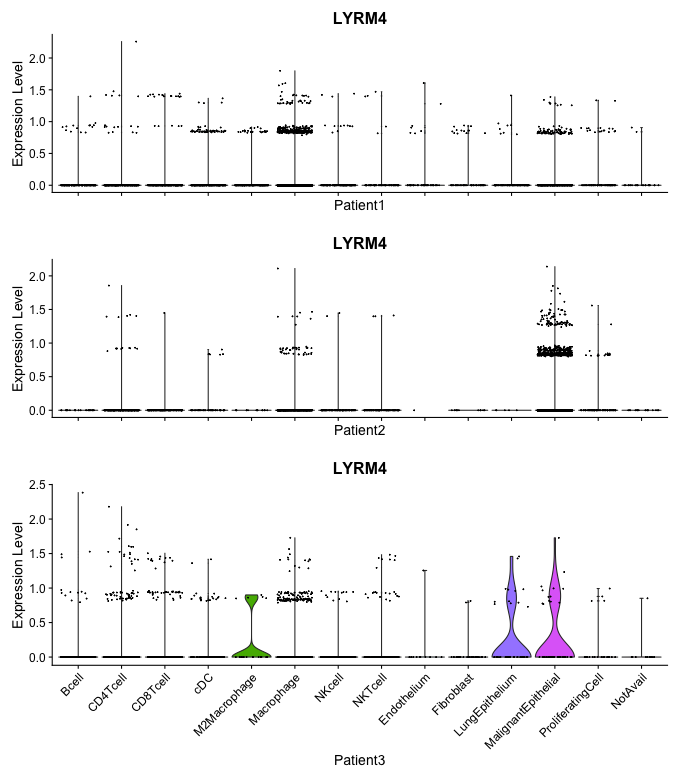 LYRM4
Expression Level
2.0
1.5
1.0
0.5
0.0
Patient1
LYRM4
Expression Level
2.0
1.5
1.0
0.5
0.0
Patient2
LYRM4
Expression Level
2.5
2.0
1.5
1.0
0.5
0.0
Bcell
CD4Tcell
CD8Tcell
cDC
M2Macrophage
Macrophage
NKcell
NKTcell
Endothelium
Fibroblast
LungEpithelium
MalignantEpithelial
ProliferatingCell
NotAvail
Patient3